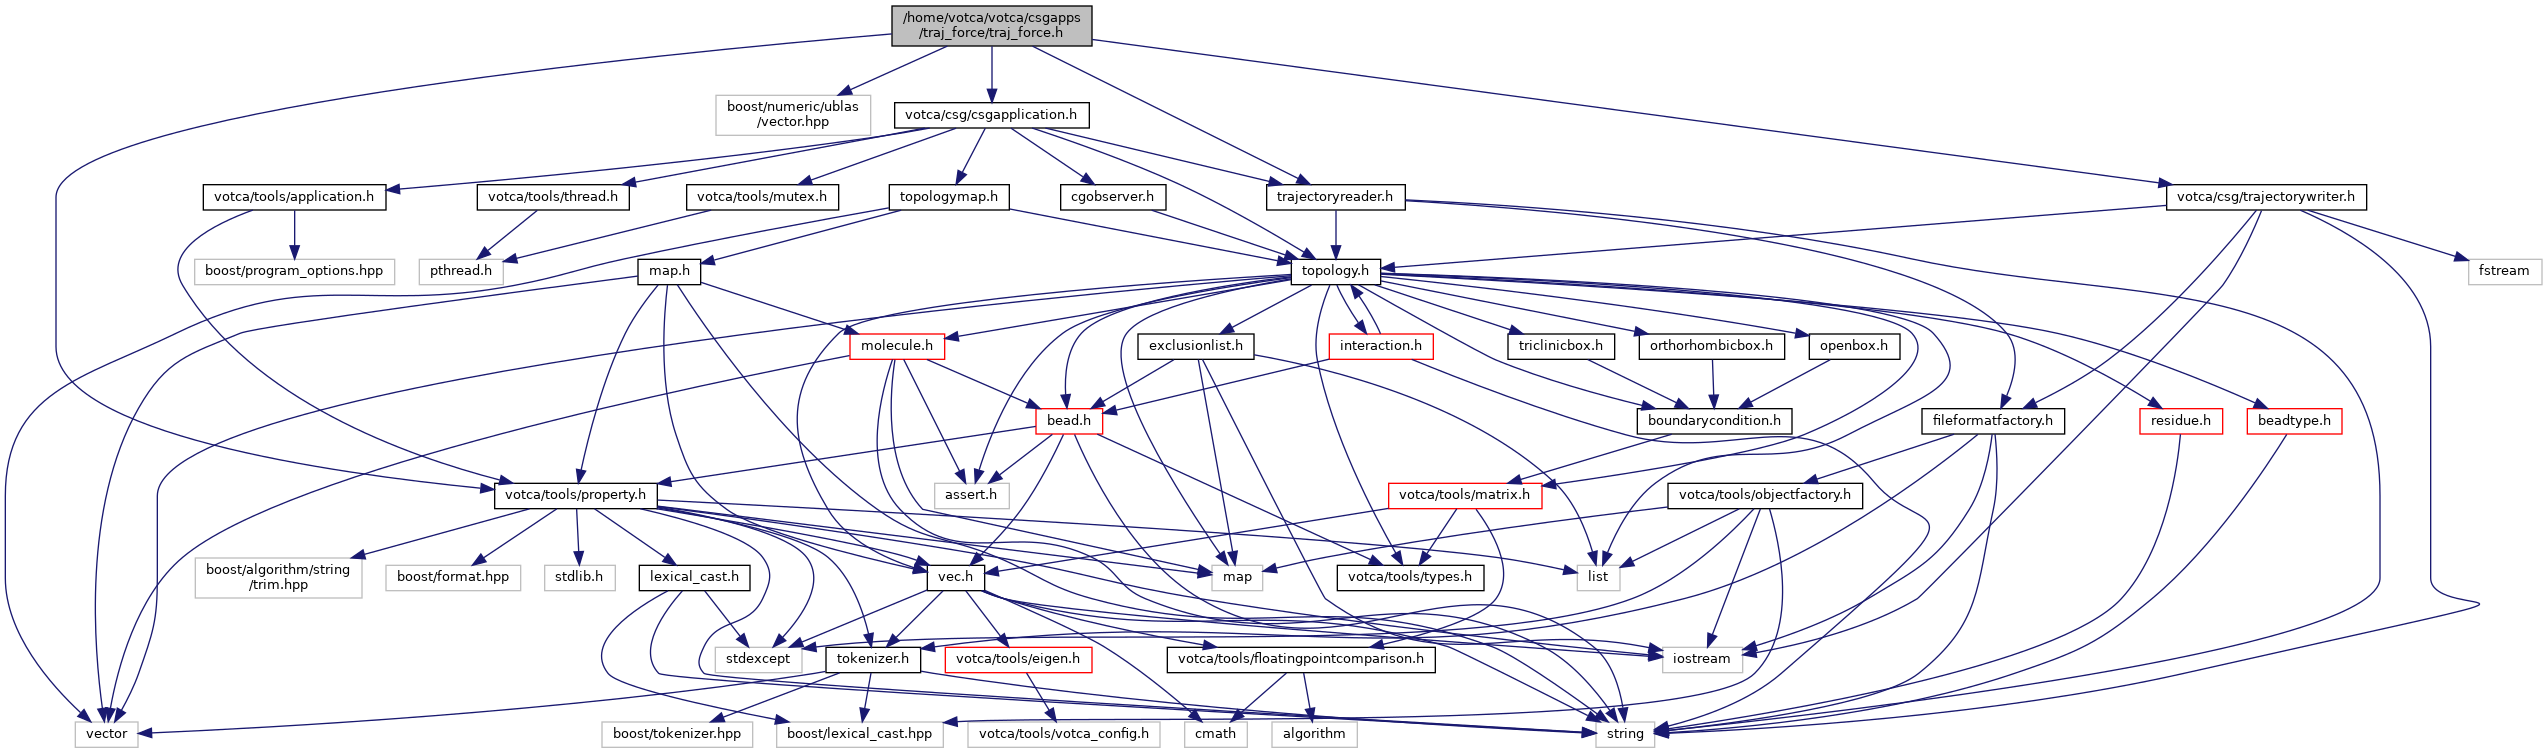 /home/votca/votca/csgapps
/traj_force/traj_force.h
boost/numeric/ublas
/vector.hpp
votca/csg/csgapplication.h
votca/tools/application.h
votca/tools/thread.h
votca/tools/mutex.h
topologymap.h
cgobserver.h
trajectoryreader.h
votca/csg/trajectorywriter.h
boost/program_options.hpp
pthread.h
map.h
topology.h
fstream
molecule.h
exclusionlist.h
interaction.h
triclinicbox.h
orthorhombicbox.h
openbox.h
bead.h
boundarycondition.h
fileformatfactory.h
residue.h
beadtype.h
votca/tools/property.h
assert.h
votca/tools/matrix.h
votca/tools/objectfactory.h
boost/algorithm/string
/trim.hpp
boost/format.hpp
stdlib.h
lexical_cast.h
vec.h
map
votca/tools/types.h
list
stdexcept
tokenizer.h
votca/tools/eigen.h
votca/tools/floatingpointcomparison.h
iostream
vector
boost/tokenizer.hpp
boost/lexical_cast.hpp
votca/tools/votca_config.h
cmath
algorithm
string